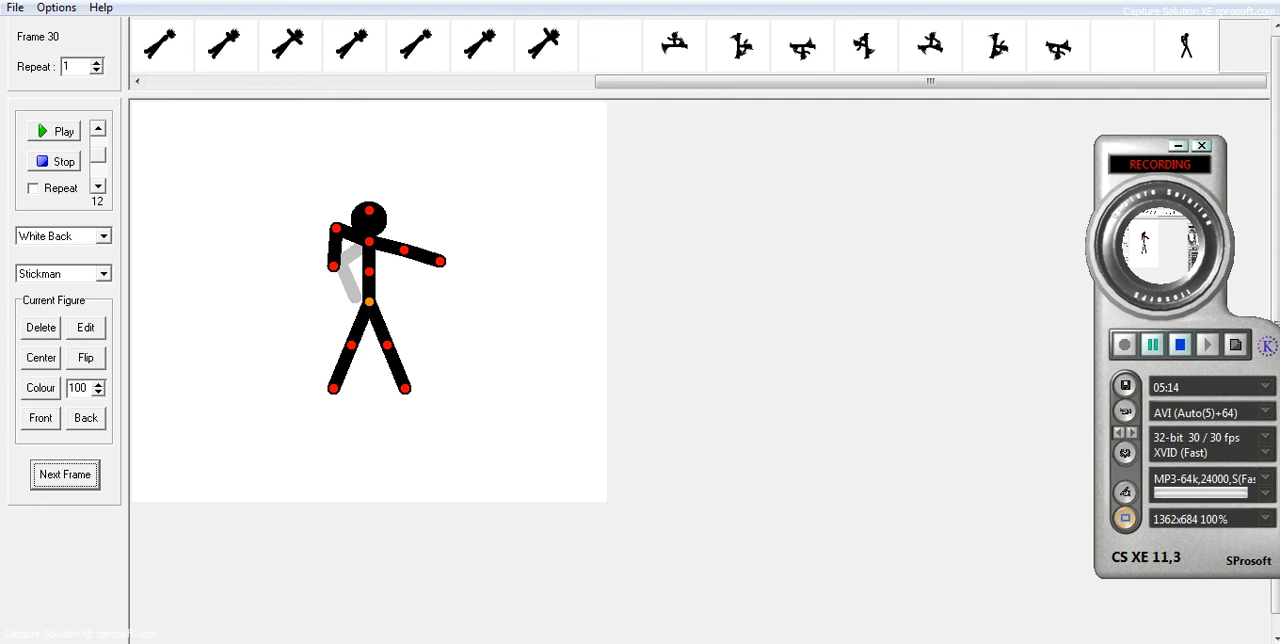 File Options Help
Capture Solution XE sprosoft.com
Frame 30
Repeat : 1
Play
Stop
Repeat
12
White Back
Stickman
Current Figure
Delete Edit
Center Flip
Colour 100
Front Back
Next Frame
RECORDING
Capture Solution
SProsoft
K
05:14
AVI (Auto(5)+64)
32-bit 30 / 30 fps
XVID (Fast)
MP3-64k,24000,S(Fas
1362x684 100%
CS XE 11,3
SProsoft
Capture Solution XE sprosoft.com